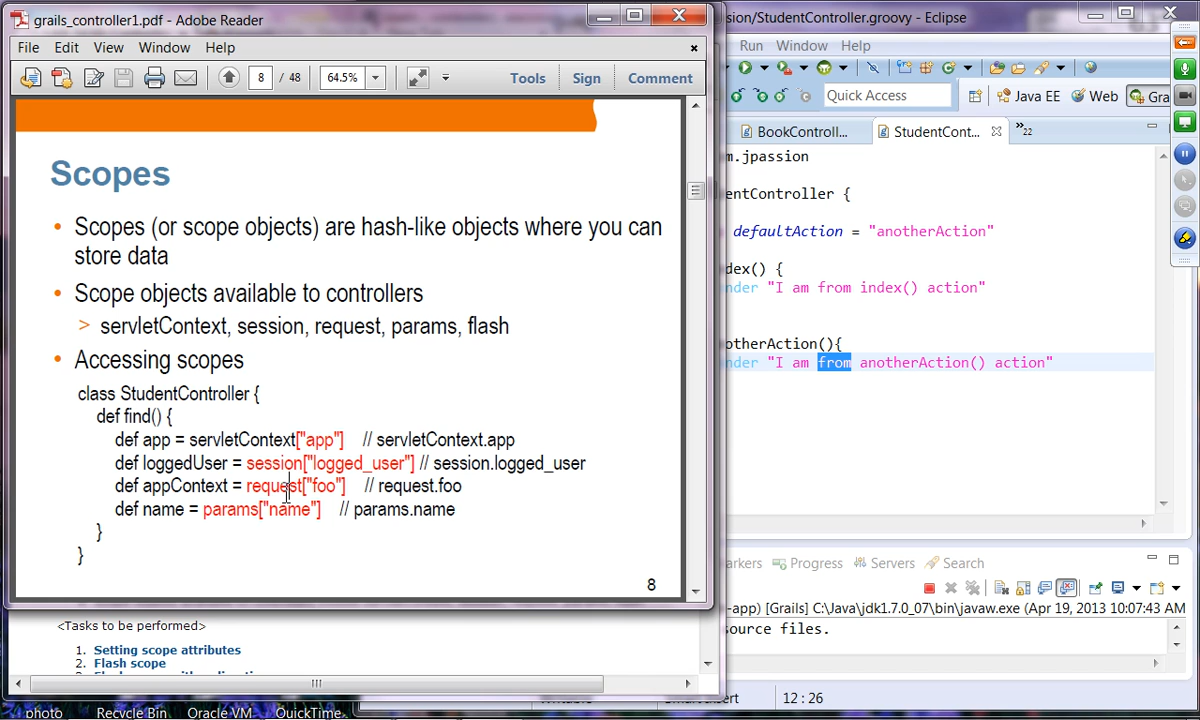 grails_controller1.pdf - Adobe Reader
File Edit View Window Help
8 / 48 64.5% Tools Sign Comment
Scopes
• Scopes (or scope objects) are hash-like objects where you can
store data
• Scope objects available to controllers
> servletContext, session, request, params, flash
• Accessing scopes
class StudentController {
def find() {
def app = servletContext["app"] // servletContext.app
def loggedUser = session["logged_user"] // session.logged_user
def appContext = request["foo"] // request.foo
def name = params["name"] // params.name
}
}
8
<Tasks to be performed>
1. Setting scope attributes
2. Flash scope
photo Recycle Bin Oracle VM QuickTime
sion/StudentController.groovy - Eclipse
Run Window Help
Quick Access Java EE Web Gra
BookControll... StudentCont... »22
m.jpassion
entController {
defaultAction = "anotherAction"
dex() {
nder "I am from index() action"
otherAction(){
nder "I am from anotherAction() action"
arkers Progress Servers Search
-app) [Grails] C:\Java\jdk1.7.0_07\bin\javaw.exe (Apr 19, 2013 10:07:43 AM
ource files.
12 : 26